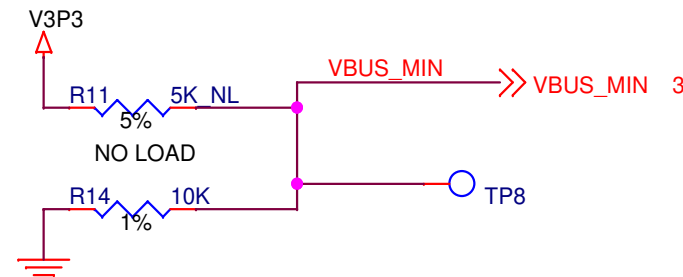 V3P3
VBUS_MIN
VBUS_MIN 3
R11 5K_NL
5%
NO LOAD
R14 10K
1%
TP8